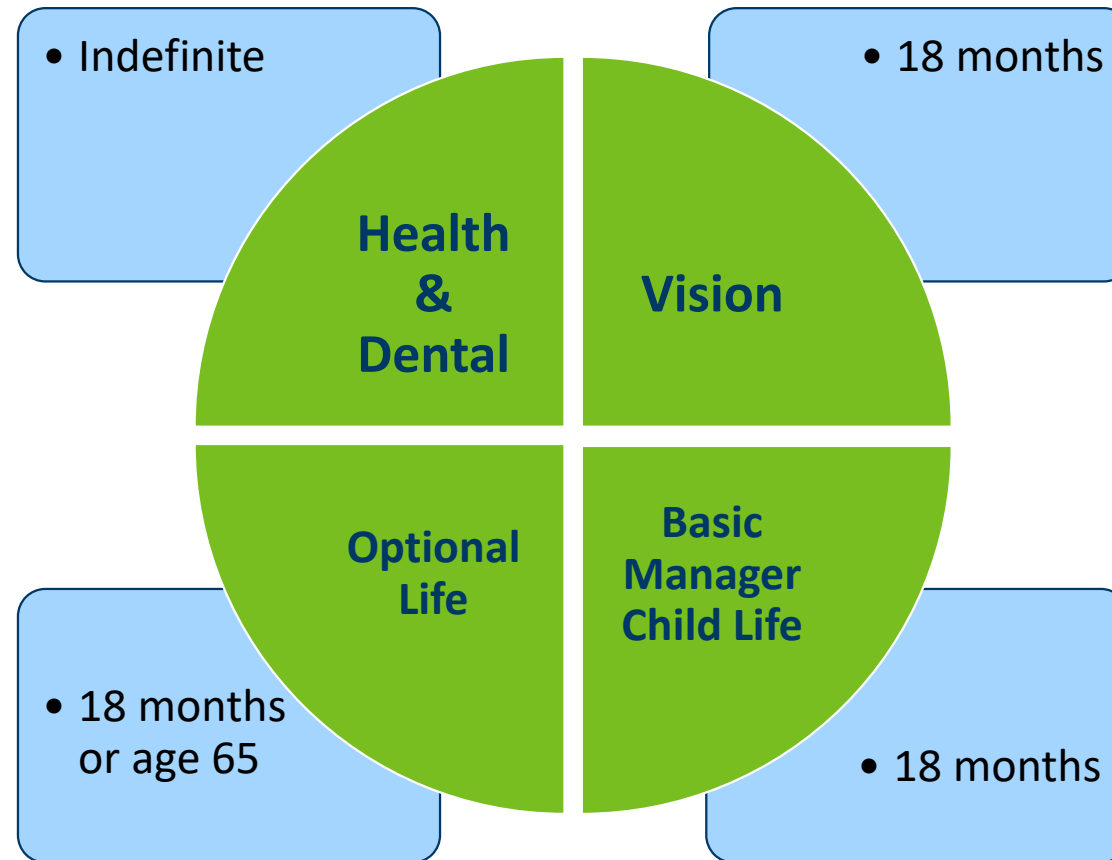 • Indefinite
• 18 months
Health
&
Dental
Vision
Optional
Life
Basic
Manager
Child Life
• 18 months
or age 65
• 18 months